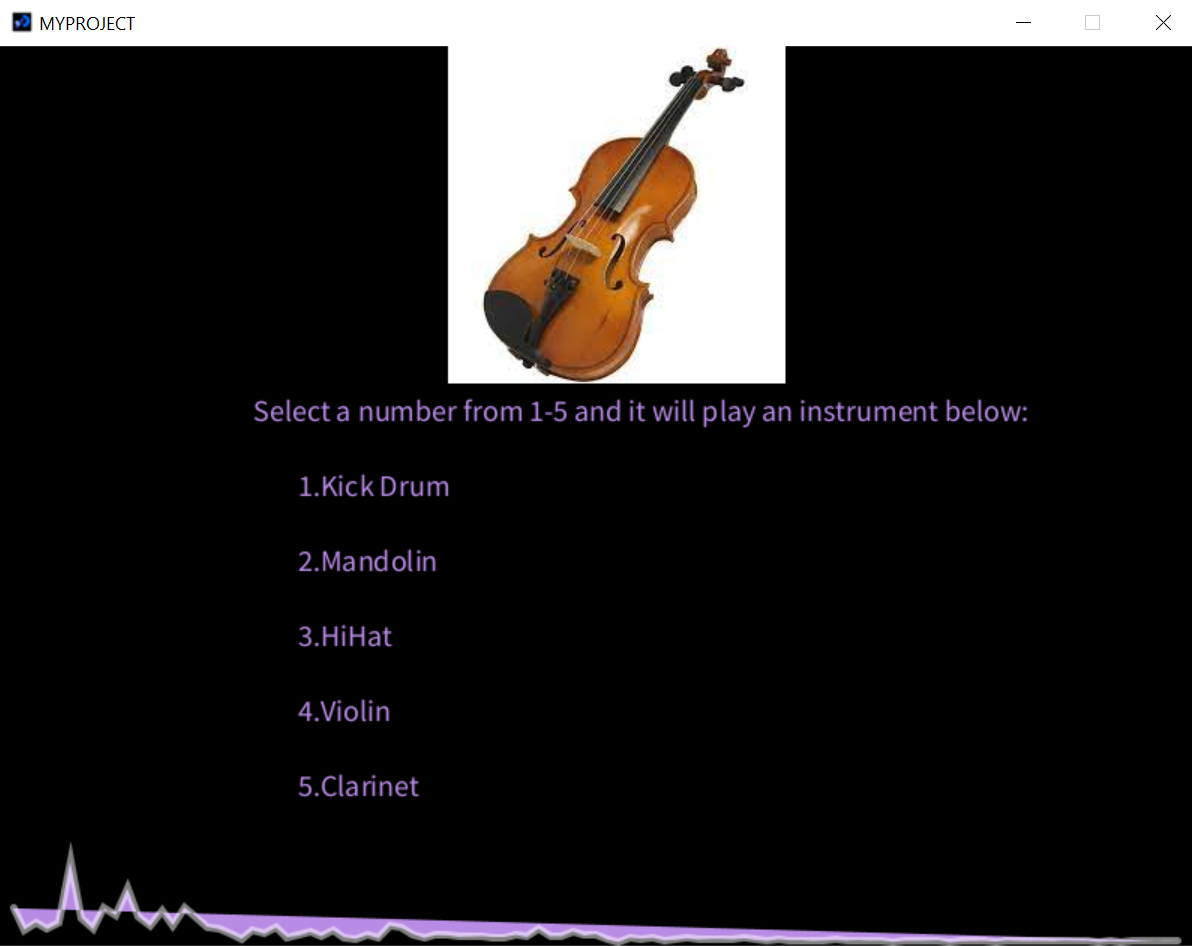 MYPROJECT
Select a number from 1-5 and it will play an instrument below:
1.Kick Drum
2.Mandolin
3.HiHat
4.Violin
5.Clarinet